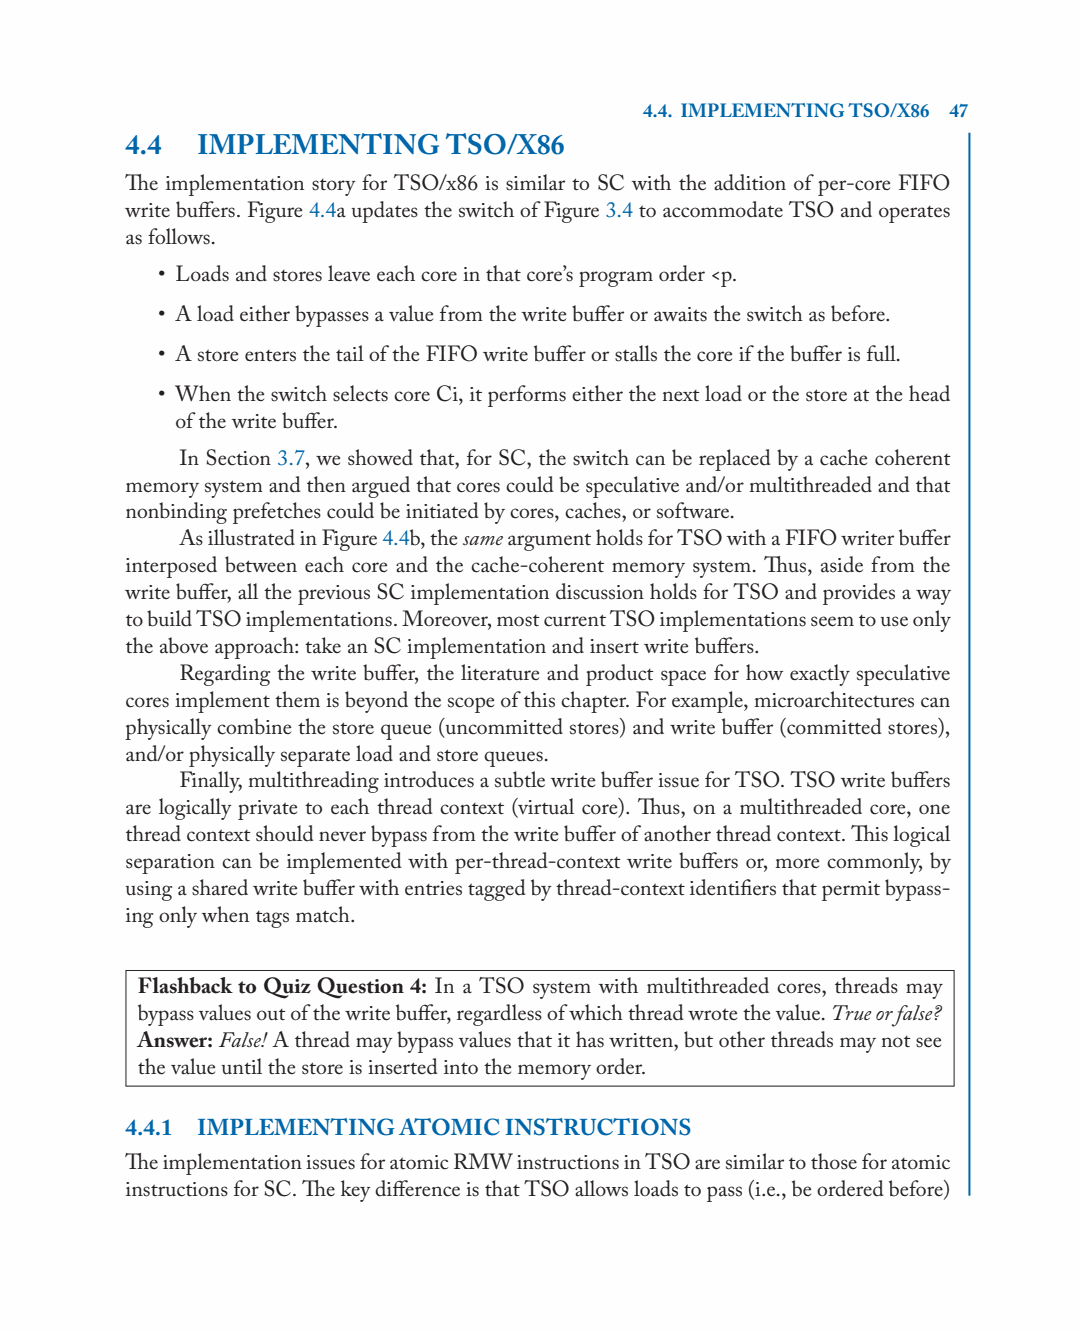 4.4. IMPLEMENTING TSO/X86 47
4.4 IMPLEMENTING TSO/X86
The implementation story for TSO/x86 is similar to SC with the addition of per-core FIFO
write buffers. Figure 4.4a updates the switch of Figure 3.4 to accommodate TSO and operates
as follows.
• Loads and stores leave each core in that core’s program order <p.
• A load either bypasses a value from the write buffer or awaits the switch as before.
• A store enters the tail of the FIFO write buffer or stalls the core if the buffer is full.
• When the switch selects core Ci, it performs either the next load or the store at the head
of the write buffer.
In Section 3.7, we showed that, for SC, the switch can be replaced by a cache coherent
memory system and then argued that cores could be speculative and/or multithreaded and that
nonbinding prefetches could be initiated by cores, caches, or software.
As illustrated in Figure 4.4b, the same argument holds for TSO with a FIFO writer buffer
interposed between each core and the cache-coherent memory system. Thus, aside from the
write buffer, all the previous SC implementation discussion holds for TSO and provides a way
to build TSO implementations. Moreover, most current TSO implementations seem to use only
the above approach: take an SC implementation and insert write buffers.
Regarding the write buffer, the literature and product space for how exactly speculative
cores implement them is beyond the scope of this chapter. For example, microarchitectures can
physically combine the store queue (uncommitted stores) and write buffer (committed stores),
and/or physically separate load and store queues.
Finally, multithreading introduces a subtle write buffer issue for TSO. TSO write buffers
are logically private to each thread context (virtual core). Thus, on a multithreaded core, one
thread context should never bypass from the write buffer of another thread context. This logical
separation can be implemented with per-thread-context write buffers or, more commonly, by
using a shared write buffer with entries tagged by thread-context identifiers that permit bypass-
ing only when tags match.
Flashback to Quiz Question 4: In a TSO system with multithreaded cores, threads may
bypass values out of the write buffer, regardless of which thread wrote the value. True or false?
Answer: False! A thread may bypass values that it has written, but other threads may not see
the value until the store is inserted into the memory order.
4.4.1 IMPLEMENTING ATOMIC INSTRUCTIONS
The implementation issues for atomic RMW instructions in TSO are similar to those for atomic
instructions for SC. The key difference is that TSO allows loads to pass (i.e., be ordered before)